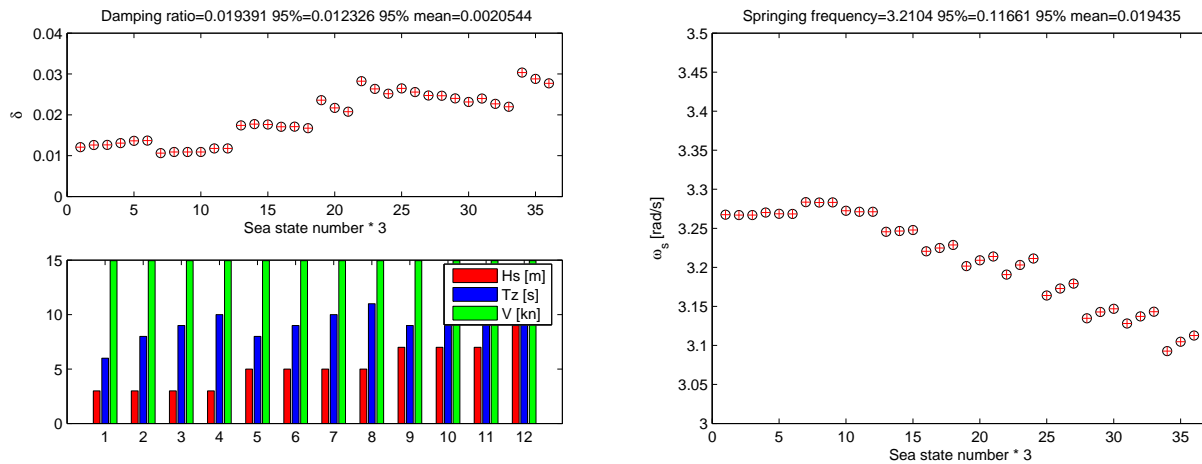 Damping ratio=0.019391 95%=0.012326 95% mean=0.0020544
0.04
0.03
0.02
0.01
0
δ
0 5 10 15 20 25 30 35
Sea state number * 3
15
10
5
0
Hs [m]
Tz [s]
V [kn]
1 2 3 4 5 6 7 8 9 10 11 12
Springing frequency=3.2104 95%=0.11661 95% mean=0.019435
3.5
3.45
3.4
3.35
3.3
3.25
3.2
3.15
3.1
3.05
3
ω_s [rad/s]
0 5 10 15 20 25 30 35
Sea state number * 3